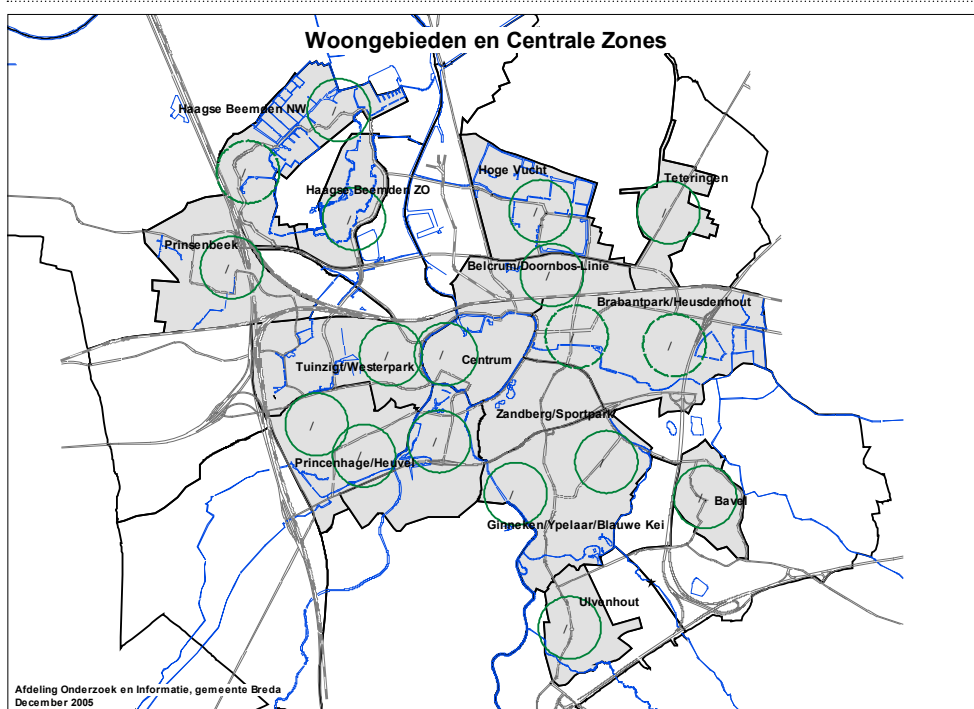 Woongebieden en Centrale Zones
Haagse Beemden NW
Hoge Vucht
Teteringen
Haagse Beemden ZO
Prinsenbeek
Belcrum/Doornbos-Linie
Brabantpark/Heusdenhout
Tuinzigt/Westerpark
Centrum
Zandberg/Sportpark
Princenhage/Heuvel
Bavel
Ginneken/Ypelaar/Blauwe Kei
Ulvenhout
Afdeling Onderzoek en Informatie, gemeente Breda
December 2005